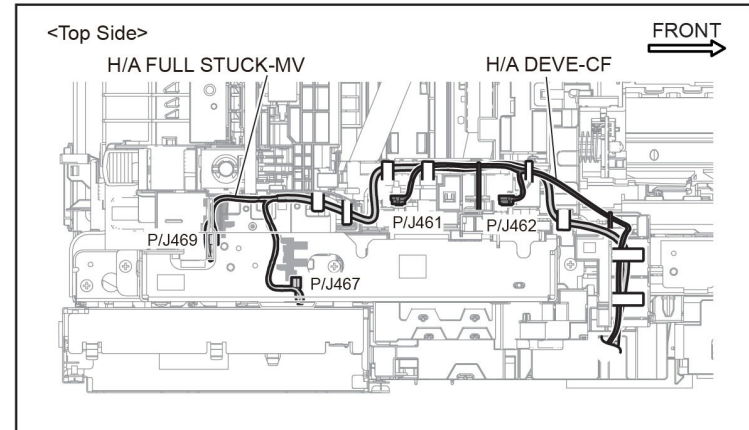 <Top Side>
FRONT
H/A FULL STUCK-MV
H/A DEVE-CF
P/J461
P/J462
P/J469
P/J467